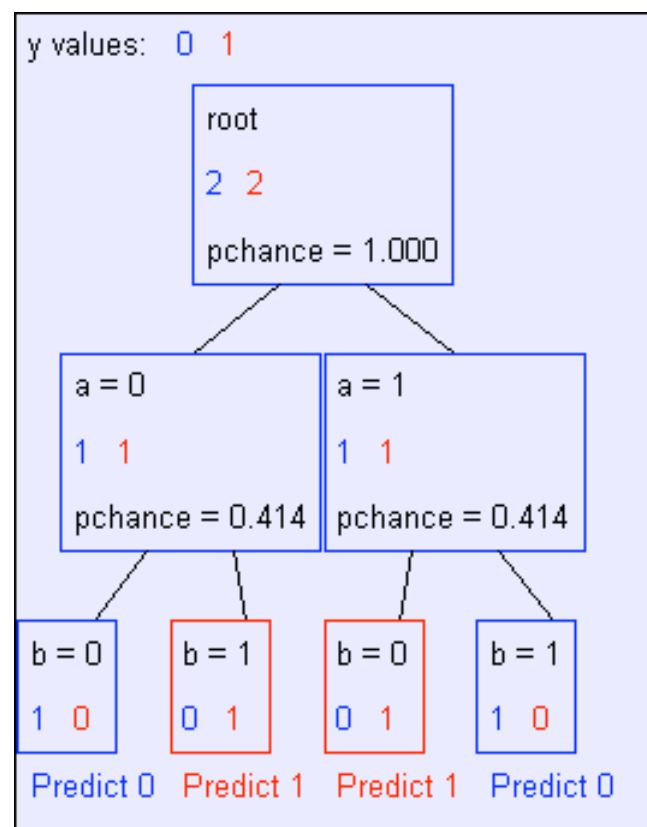 y values: 0 1
root
2 2
pchance = 1.000
a = 0
1 1
pchance = 0.414
a = 1
1 1
pchance = 0.414
b = 0
1 0
Predict 0
b = 1
0 1
Predict 1
b = 0
0 1
Predict 1
b = 1
1 0
Predict 0